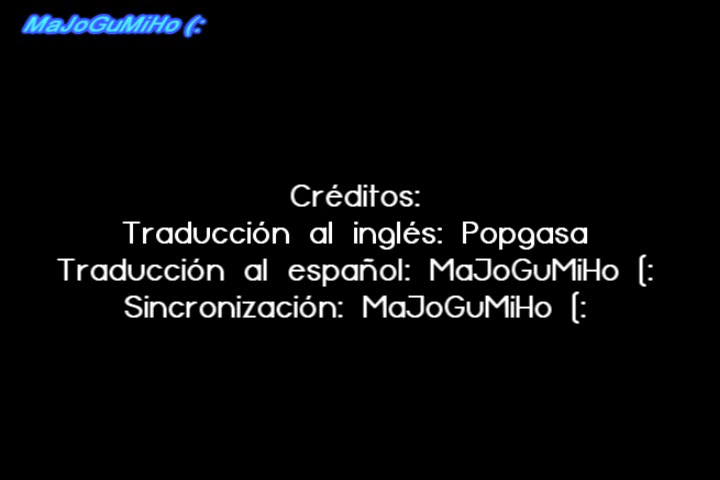 MaJoGuMiHo (:
Créditos:
Traducción al inglés: Popgasa
Traducción al español: MaJoGuMiHo (:
Sincronización: MaJoGuMiHo (: